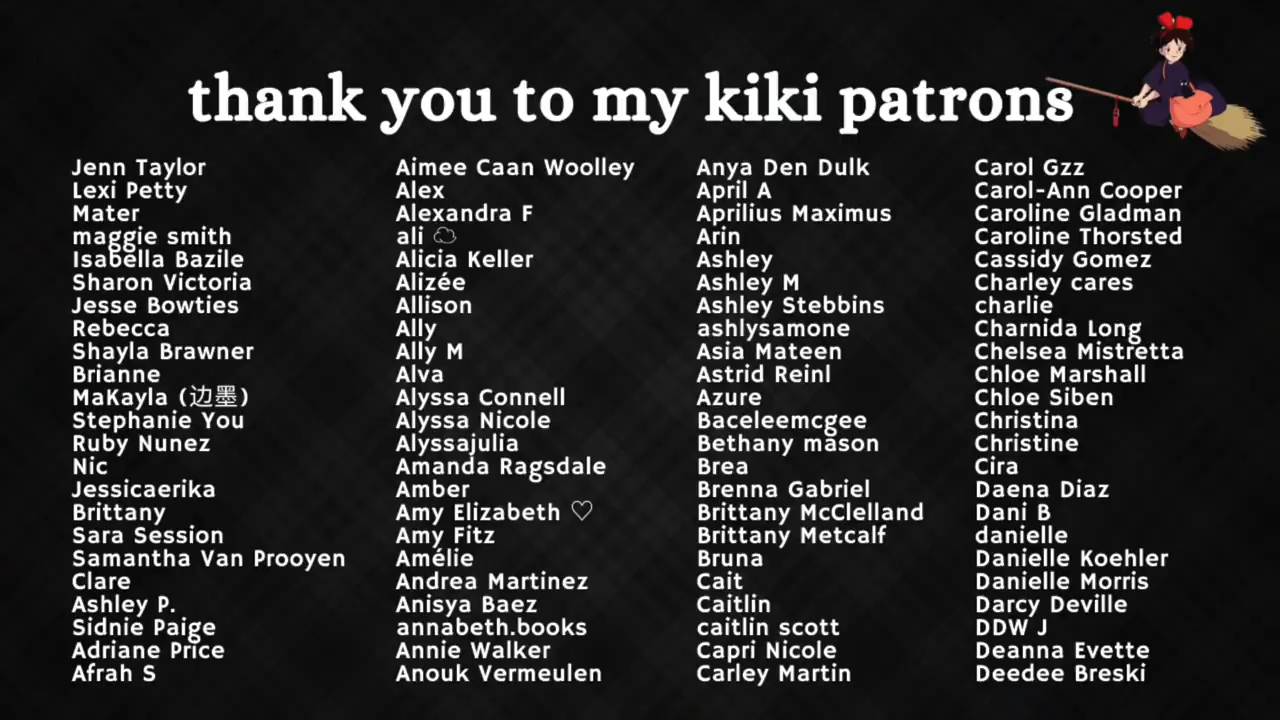 thank you to my kiki patrons
Jenn Taylor
Lexi Petty
Mater
maggie smith
Isabella Bazile
Sharon Victoria
Jesse Bowties
Rebecca
Shayla Brawner
Brianne
MaKayla (边墨)
Stephanie You
Ruby Nunez
Nic
Jessicaerika
Brittany
Sara Session
Samantha Van Prooyen
Clare
Ashley P.
Sidnie Paige
Adriane Price
Afrah S
Aimee Caan Woolley
Alex
Alexandra F
ali ☁
Alicia Keller
Alizée
Allison
Ally
Ally M
Alva
Alyssa Connell
Alyssa Nicole
Alyssajulia
Amanda Ragsdale
Amber
Amy Elizabeth ♡
Amy Fitz
Amélie
Andrea Martinez
Anisya Baez
annabeth.books
Annie Walker
Anouk Vermeulen
Anya Den Dulk
April A
Aprilius Maximus
Arin
Ashley
Ashley M
Ashley Stebbins
ashlysamone
Asia Mateen
Astrid Reinl
Azure
Baceleemcgee
Bethany mason
Brea
Brenna Gabriel
Brittany McClelland
Brittany Metcalf
Bruna
Cait
Caitlin
caitlin scott
Capri Nicole
Carley Martin
Carol Gzz
Carol-Ann Cooper
Caroline Gladman
Caroline Thorsted
Cassidy Gomez
Charley cares
charlie
Charnida Long
Chelsea Mistretta
Chloe Marshall
Chloe Siben
Christina
Christine
Cira
Daena Diaz
Dani B
danielle
Danielle Koehler
Danielle Morris
Darcy Deville
DDW J
Deanna Evette
Deedee Breski